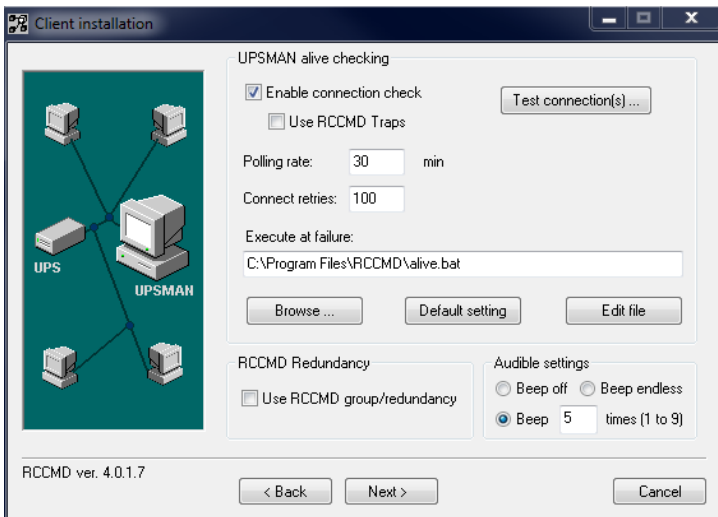 Client installation
UPS
UPSMAN
UPSMAN alive checking
Enable connection check
Test connection(s) ...
Use RCCMD Traps
Polling rate: 30 min
Connect retries: 100
Execute at failure:
C:\Program Files\RCCMD\alive.bat
Browse ... Default setting Edit file
RCCMD Redundancy
Use RCCMD group/redundancy
Audible settings
Beep off Beep endless
Beep 5 times (1 to 9)
RCCMD ver. 4.0.1.7
< Back Next > Cancel